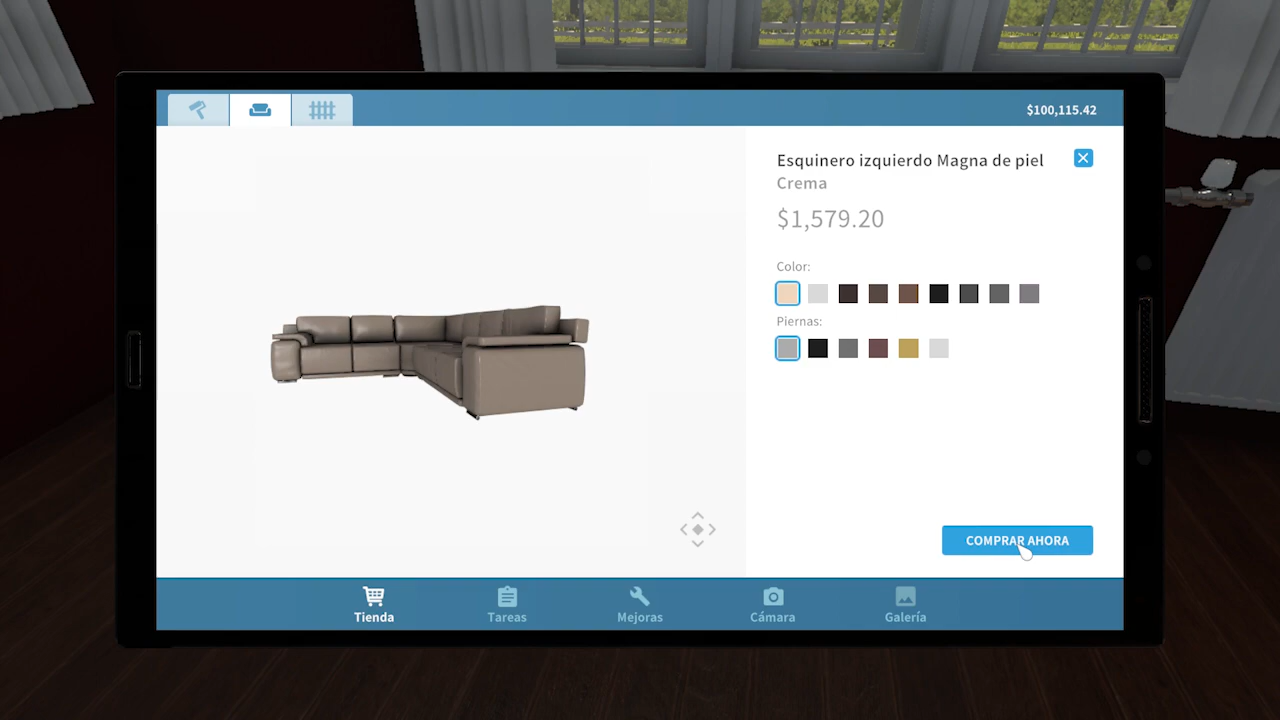 $100,115.42
Esquinero izquierdo Magna de piel
Crema
$1,579.20
Color:
Piernas:
COMPRAR AHORA
Tienda
Tareas
Mejoras
Cámara
Galería